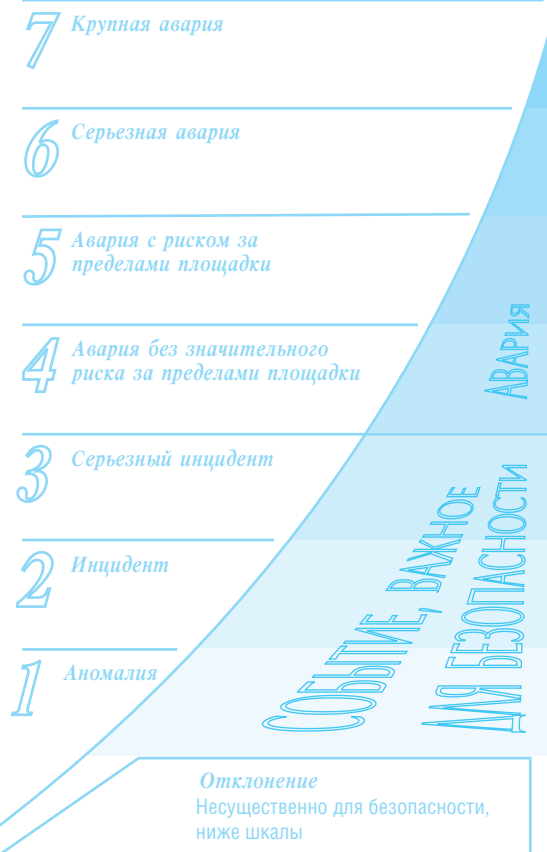 7 Крупная авария
6 Серьезная авария
5 Авария с риском за
пределами площадки
4 Авария без значительного
риска за пределами площадки
АВАРИЯ
3 Серьезный инцидент
2 Инцидент
1 Аномалия
СОБЫТИЕ, ВАЖНОЕ
ДЛЯ БЕЗОПАСНОСТИ
Отклонение
Несущественно для безопасности,
ниже шкалы